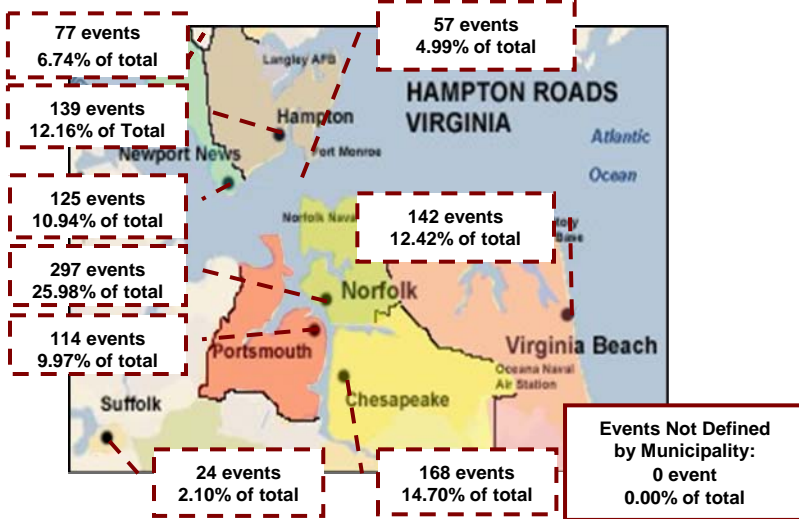 77 events
6.74% of total
57 events
4.99% of total
Langley AFB
HAMPTON ROADS
VIRGINIA
139 events
12.16% of Total
Hampton
Atlantic
Ocean
Newport News
Fort Monroe
125 events
10.94% of total
Norfolk Nava
142 events
12.42% of total
Base
297 events
25.98% of total
Norfolk
114 events
9.97% of total
Portsmouth
Virginia Beach
Oceana Naval
Air Station
Suffolk
Chesapeake
Events Not Defined
by Municipality:
0 event
0.00% of total
24 events
2.10% of total
168 events
14.70% of total